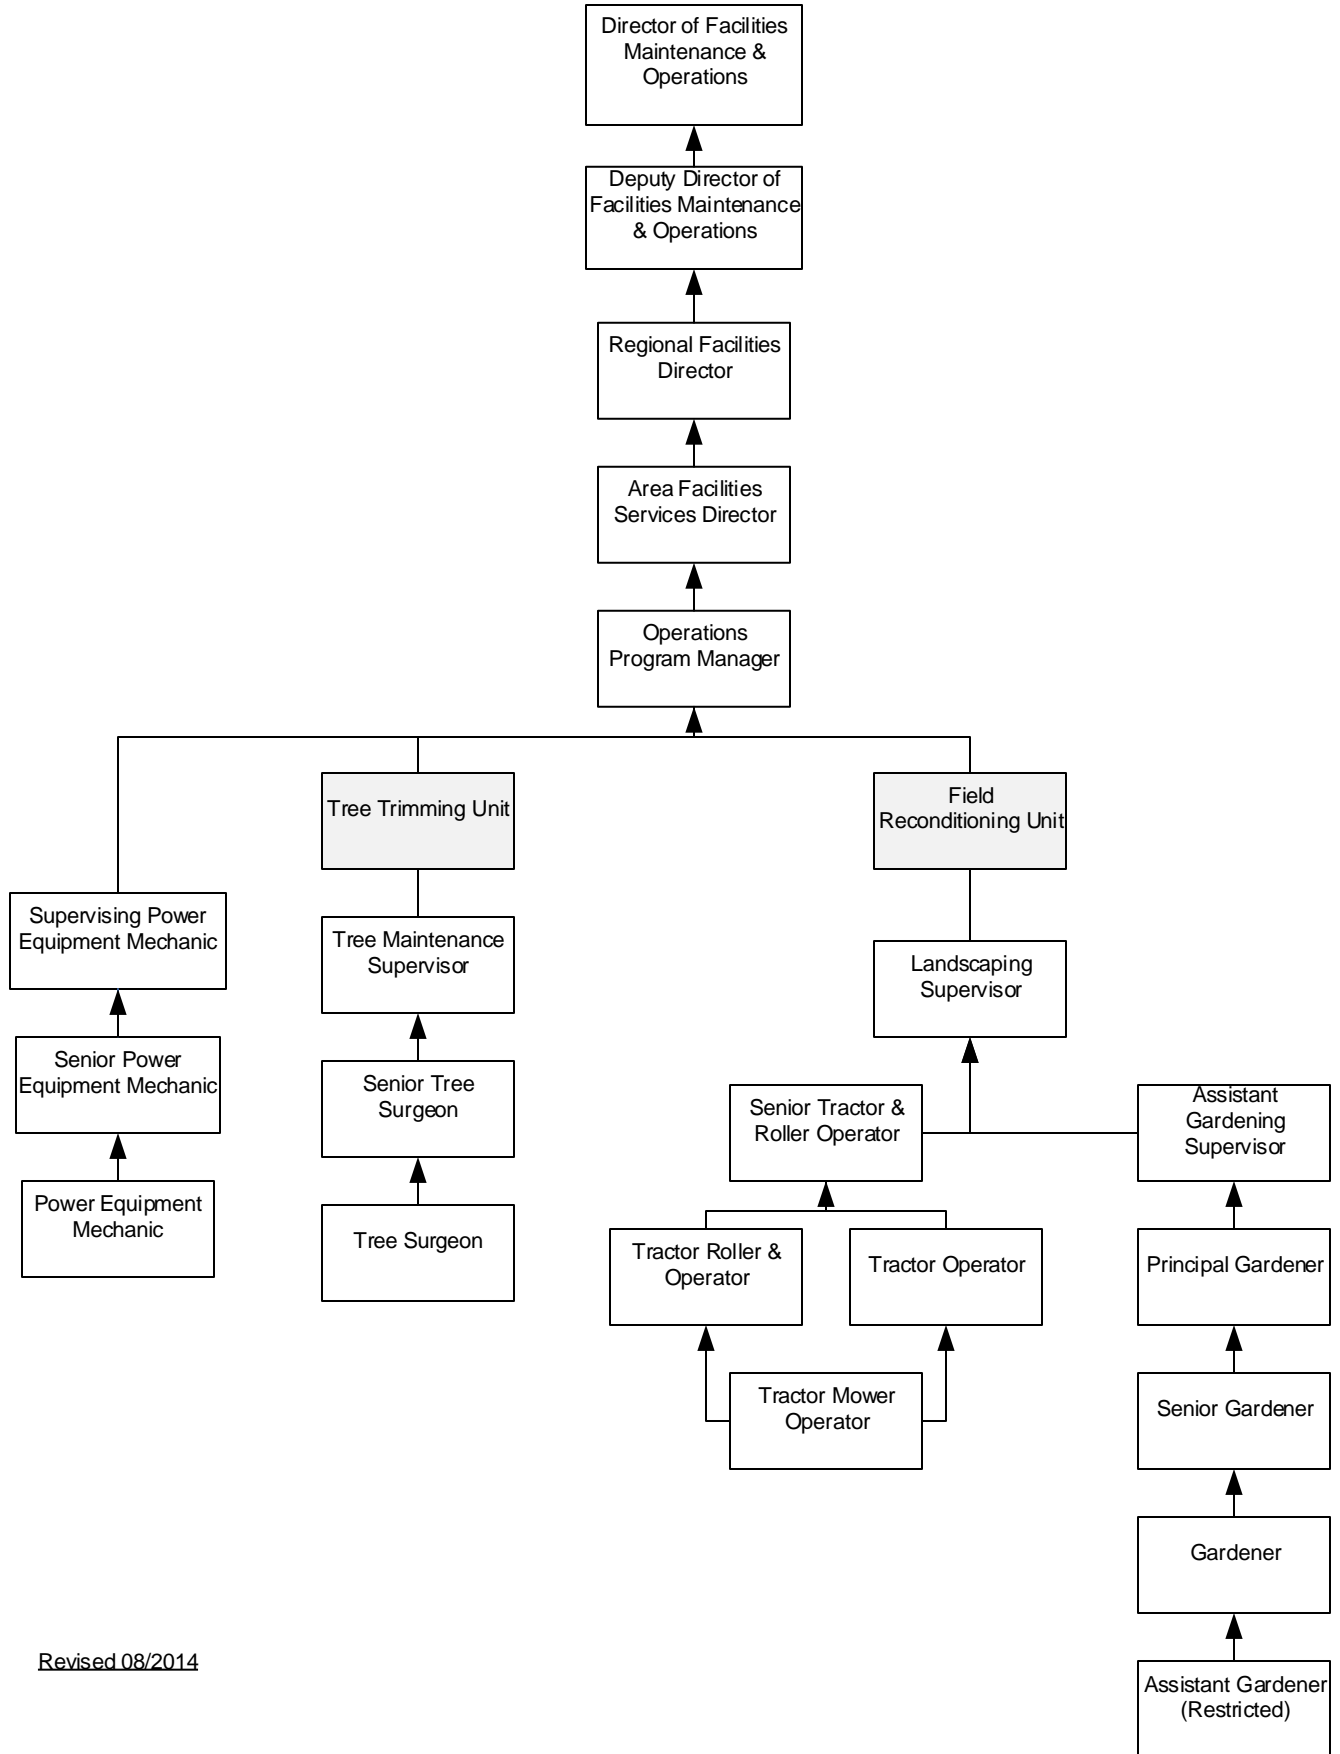 Director of Facilities
Maintenance &
Operations
Deputy Director of
Facilities Maintenance
& Operations
Regional Facilities
Director
Area Facilities
Services Director
Operations
Program Manager
Tree Trimming Unit
Field
Reconditioning Unit
Supervising Power
Equipment Mechanic
Tree Maintenance
Supervisor
Landscaping
Supervisor
Senior Power
Equipment Mechanic
Senior Tree
Surgeon
Senior Tractor &
Roller Operator
Assistant
Gardening
Supervisor
Power Equipment
Mechanic
Tree Surgeon
Tractor Roller &
Operator
Tractor Operator
Principal Gardener
Tractor Mower
Operator
Senior Gardener
Gardener
Assistant Gardener
(Restricted)
Revised 08/2014